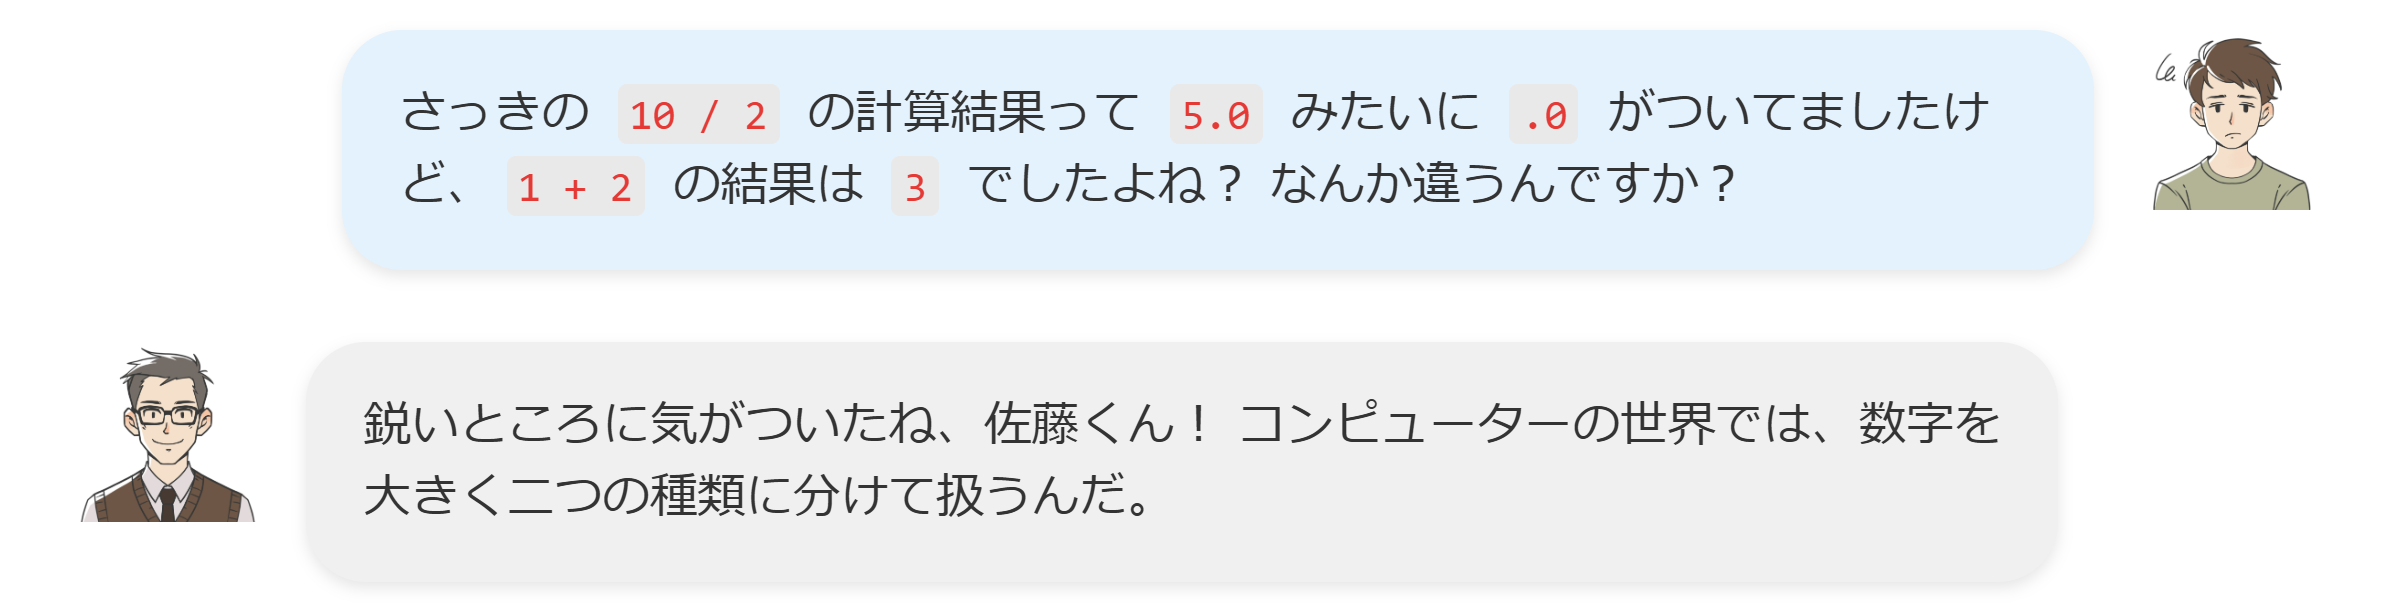 さっきの 10 / 2 の計算結果って 5.0 みたいに .0 がついてましたけ
ど、 1 + 2 の結果は 3 でしたよね？ なんか違うんですか？
鋭いところに気がついたね、佐藤くん！ コンピューターの世界では、数字を
大きく二つの種類に分けて扱うんだ。